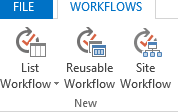 FILE WORKFLOWS
List Reusable Site
Workflow Workflow Workflow
New